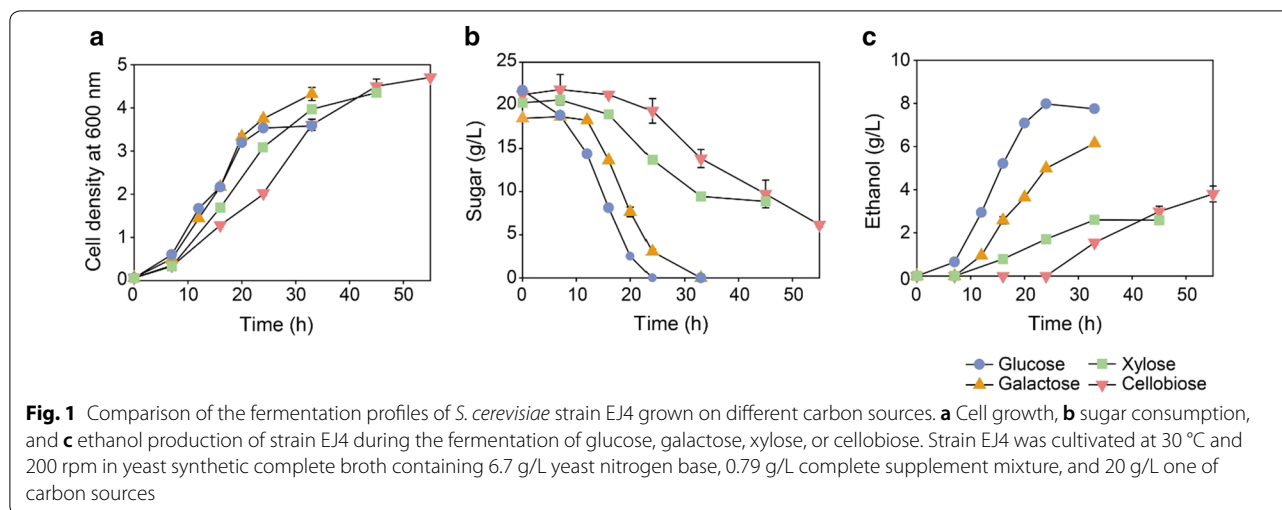 a
b
c
5
4
3
2
1
0
Cell density at 600 nm
0 10 20 30 40 50
Time (h)
25
20
15
10
5
0
Sugar (g/L)
0 10 20 30 40 50
Time (h)
10
8
6
4
2
0
Ethanol (g/L)
0 10 20 30 40 50
Time (h)
Glucose Xylose
Galactose Cellobiose
Fig. 1 Comparison of the fermentation profiles of S. cerevisiae strain EJ4 grown on different carbon sources. a Cell growth, b sugar consumption,
and c ethanol production of strain EJ4 during the fermentation of glucose, galactose, xylose, or cellobiose. Strain EJ4 was cultivated at 30 °C and
200 rpm in yeast synthetic complete broth containing 6.7 g/L yeast nitrogen base, 0.79 g/L complete supplement mixture, and 20 g/L one of
carbon sources